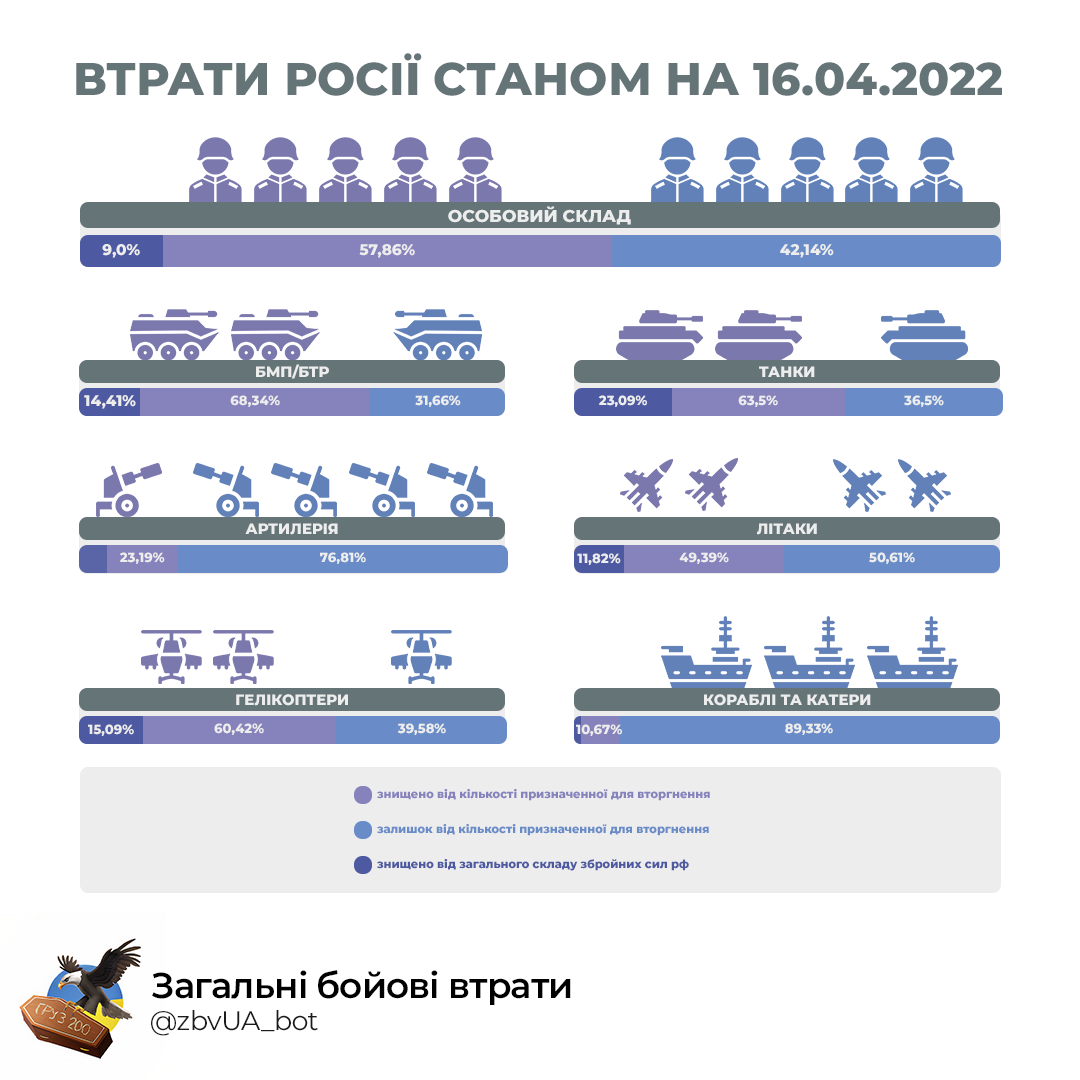 ВТРАТИ РОСІЇ СТАНОМ НА 16.04.2022
ОСОБОВИЙ СКЛАД
9,0% 57,86% 42,14%
БМП/БТР
14,41% 68,34% 31,66%
ТАНКИ
23,09% 63,5% 36,5%
АРТИЛЕРІЯ
23,19% 76,81%
ЛІТАКИ
11,82% 49,39% 50,61%
ГЕЛІКОПТЕРИ
15,09% 60,42% 39,58%
КОРАБЛІ ТА КАТЕРИ
10,67% 89,33%
знищено від кількості призначенної для вторгнення
залишок від кількості призначенної для вторгнення
знищено від загального складу збройних сил рф
ГРУЗ 200
Загальні бойові втрати
@zbvUA_bot